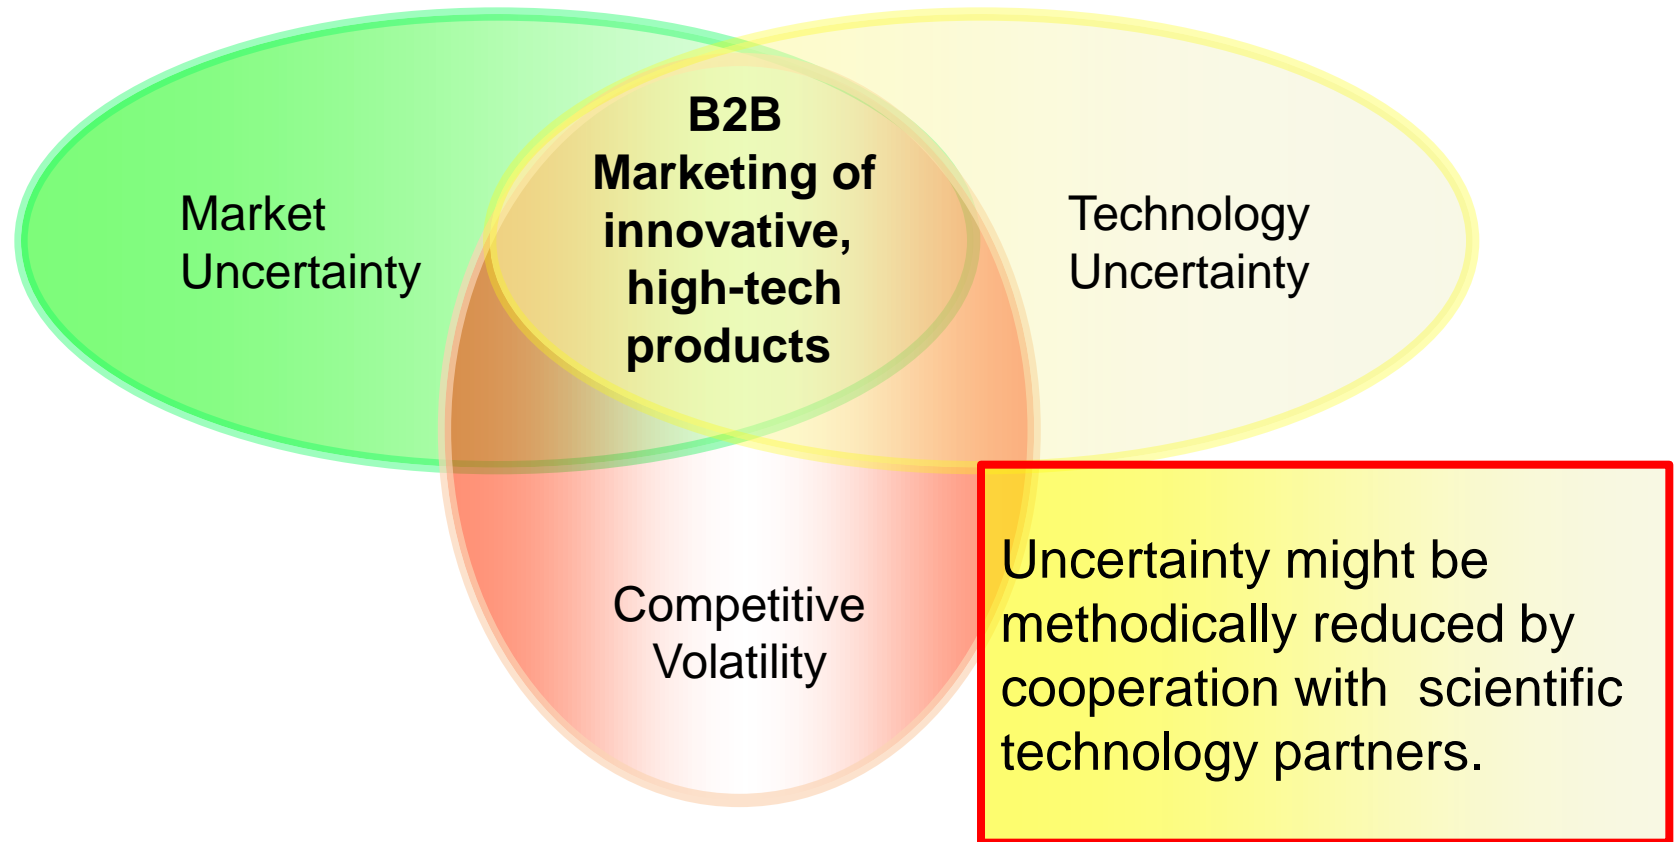 B2B
Marketing of
innovative,
high-tech
products
Market
Uncertainty
Technology
Uncertainty
Competitive
Volatility
Uncertainty might be
methodically reduced by
cooperation with  scientific
technology partners.